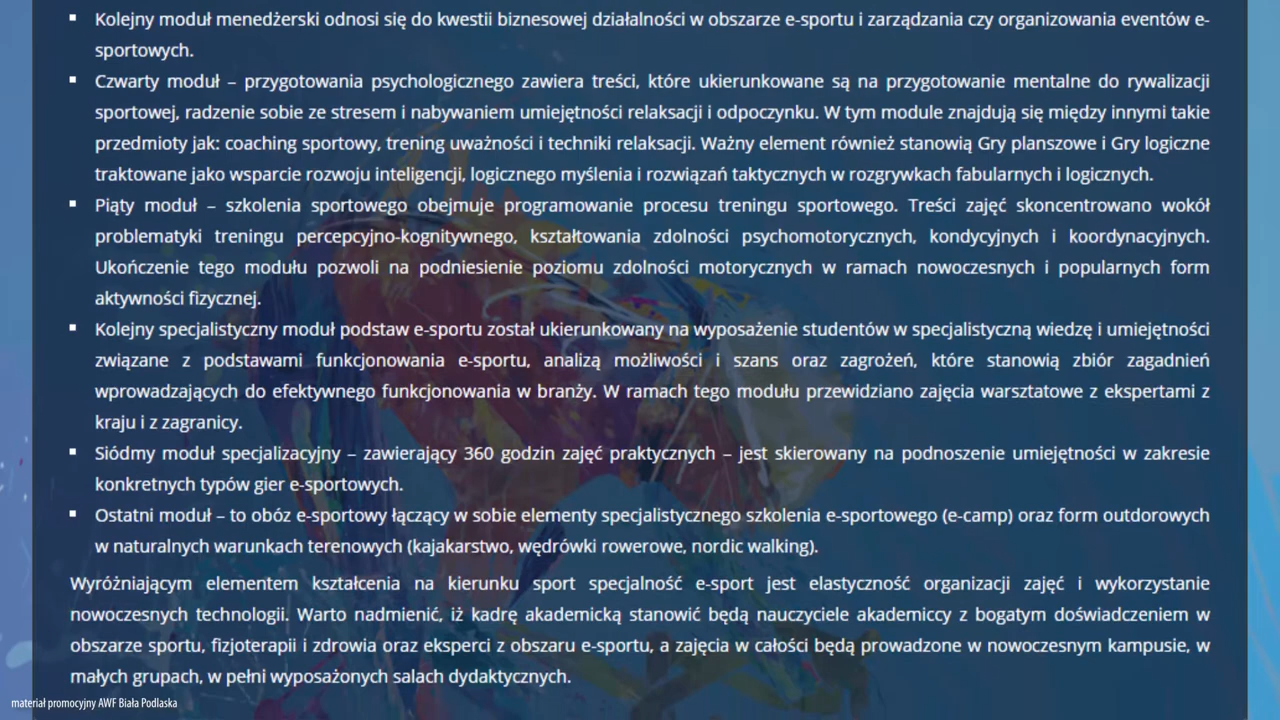 ▪ Kolejny moduł menedżerski odnosi się do kwestii biznesowej działalności w obszarze e-sportu i zarządzania czy organizowania eventów e-
sportowych.
▪ Czwarty moduł – przygotowania psychologicznego zawiera treści, które ukierunkowane są na przygotowanie mentalne do rywalizacji
sportowej, radzenie sobie ze stresem i nabywaniem umiejętności relaksacji i odpoczynku. W tym module znajdują się między innymi takie
przedmioty jak: coaching sportowy, trening uważności i techniki relaksacji. Ważny element również stanowią Gry planszowe i Gry logiczne
traktowane jako wsparcie rozwoju inteligencji, logicznego myślenia i rozwiązań taktycznych w rozgrywkach fabularnych i logicznych.
▪ Piąty moduł – szkolenia sportowego obejmuje programowanie procesu treningu sportowego. Treści zajęć skoncentrowano wokół
problematyki treningu percepcyjno-kognitywnego, kształtowania zdolności psychomotorycznych, kondycyjnych i koordynacyjnych.
Ukończenie tego modułu pozwoli na podniesienie poziomu zdolności motorycznych w ramach nowoczesnych i popularnych form
aktywności fizycznej.
▪ Kolejny specjalistyczny moduł podstaw e-sportu został ukierunkowany na wyposażenie studentów w specjalistyczną wiedzę i umiejętności
związane z podstawami funkcjonowania e-sportu, analizą możliwości i szans oraz zagrożeń, które stanowią zbiór zagadnień
wprowadzających do efektywnego funkcjonowania w branży. W ramach tego modułu przewidziano zajęcia warsztatowe z ekspertami z
kraju i z zagranicy.
▪ Siódmy moduł specjalizacyjny – zawierający 360 godzin zajęć praktycznych – jest skierowany na podnoszenie umiejętności w zakresie
konkretnych typów gier e-sportowych.
▪ Ostatni moduł – to obóz e-sportowy łączący w sobie elementy specjalistycznego szkolenia e-sportowego (e-camp) oraz form outdorowych
w naturalnych warunkach terenowych (kajakarstwo, wędrówki rowerowe, nordic walking).
Wyróżniającym elementem kształcenia na kierunku sport specjalność e-sport jest elastyczność organizacji zajęć i wykorzystanie
nowoczesnych technologii. Warto nadmienić, iż kadrę akademicką stanowić będą nauczyciele akademiccy z bogatym doświadczeniem w
obszarze sportu, fizjoterapii i zdrowia oraz eksperci z obszaru e-sportu, a zajęcia w całości będą prowadzone w nowoczesnym kampusie, w
małych grupach, w pełni wyposażonych salach dydaktycznych.
materiał promocyjny AWF Biała Podlaska